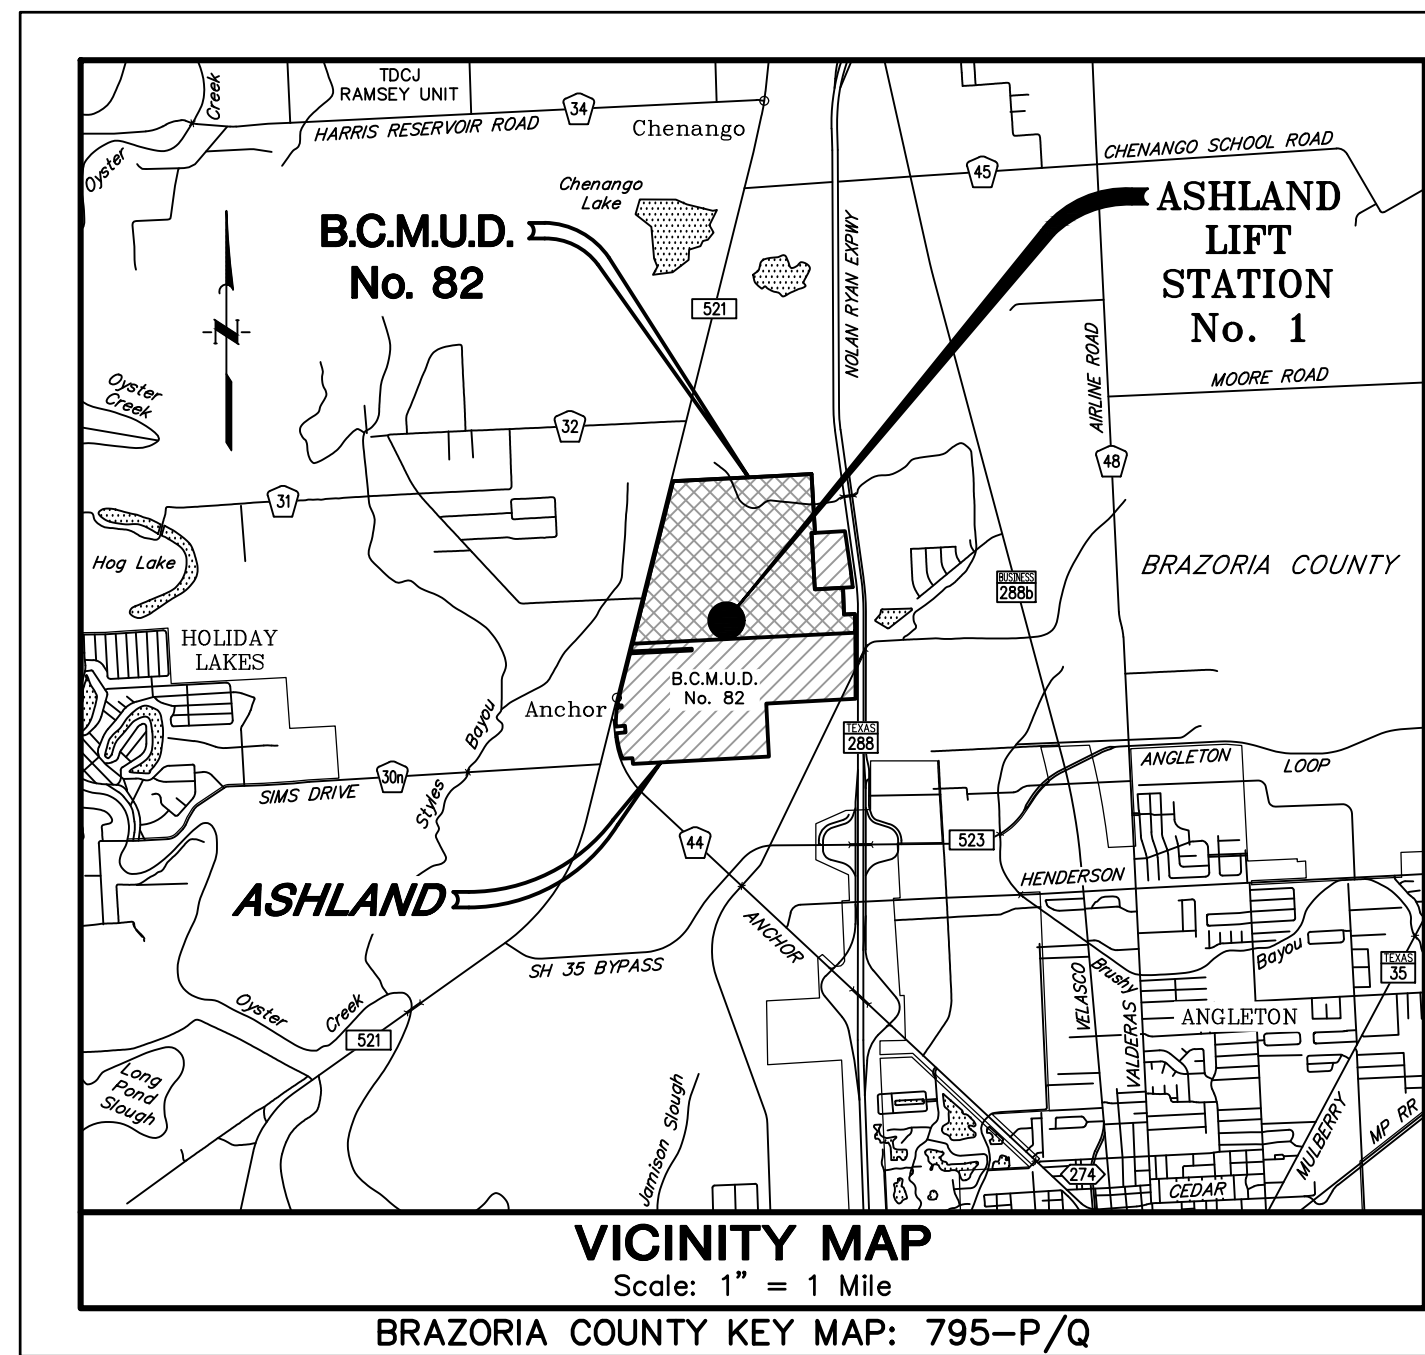 TDCJ
RAMSEY UNIT
Creek
Oyster
HARRIS RESERVOIR ROAD
34
Chenango
CHENANGO SCHOOL ROAD
45
Chenango
Lake
B.C.M.U.D.
No. 82
ASHLAND
LIFT
STATION
No. 1
521
NOLAN RYAN EXPWY
N
AIRLINE ROAD
MOORE ROAD
Oyster
Creek
32
48
31
Hog Lake
BRAZORIA COUNTY
BUSINESS
288b
HOLIDAY
LAKES
B.C.M.U.D.
No. 82
Anchor
Bayou
Styles
TEXAS
288
ANGLETON
LOOP
30n
SIMS DRIVE
44
523
HENDERSON
ASHLAND
ANCHOR
SH 35 BYPASS
Bayou
Brushy
TEXAS
35
VELASCO
VALDERAS
Oyster
Creek
521
ANGLETON
Long
Pond
Slough
Jamison Slough
MULBERRY
MP RR
274
CEDAR
VICINITY MAP
Scale: 1" = 1 Mile
BRAZORIA COUNTY KEY MAP: 795-P/Q